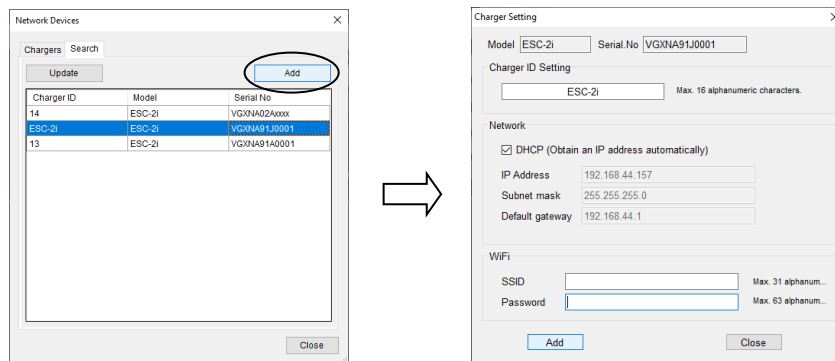 Network Devices
Chargers Search
Update Add
Charger ID Model Serial No
14 ESC-2i VGXNA02Axxxx
ESC-2i ESC-2i VGXNA91J0001
13 ESC-2i VGXNA91A0001
Close
Charger Setting
Model ESC-2i Serial.No VGXNA91J0001
Charger ID Setting
ESC-2i Max. 16 alphanumeric characters.
Network
DHCP (Obtain an IP address automatically)
IP Address 192.168.44.157
Subnet mask 255.255.255.0
Default gateway 192.168.44.1
WiFi
SSID Max. 31 alphanum...
Password Max. 63 alphanum...
Add Close